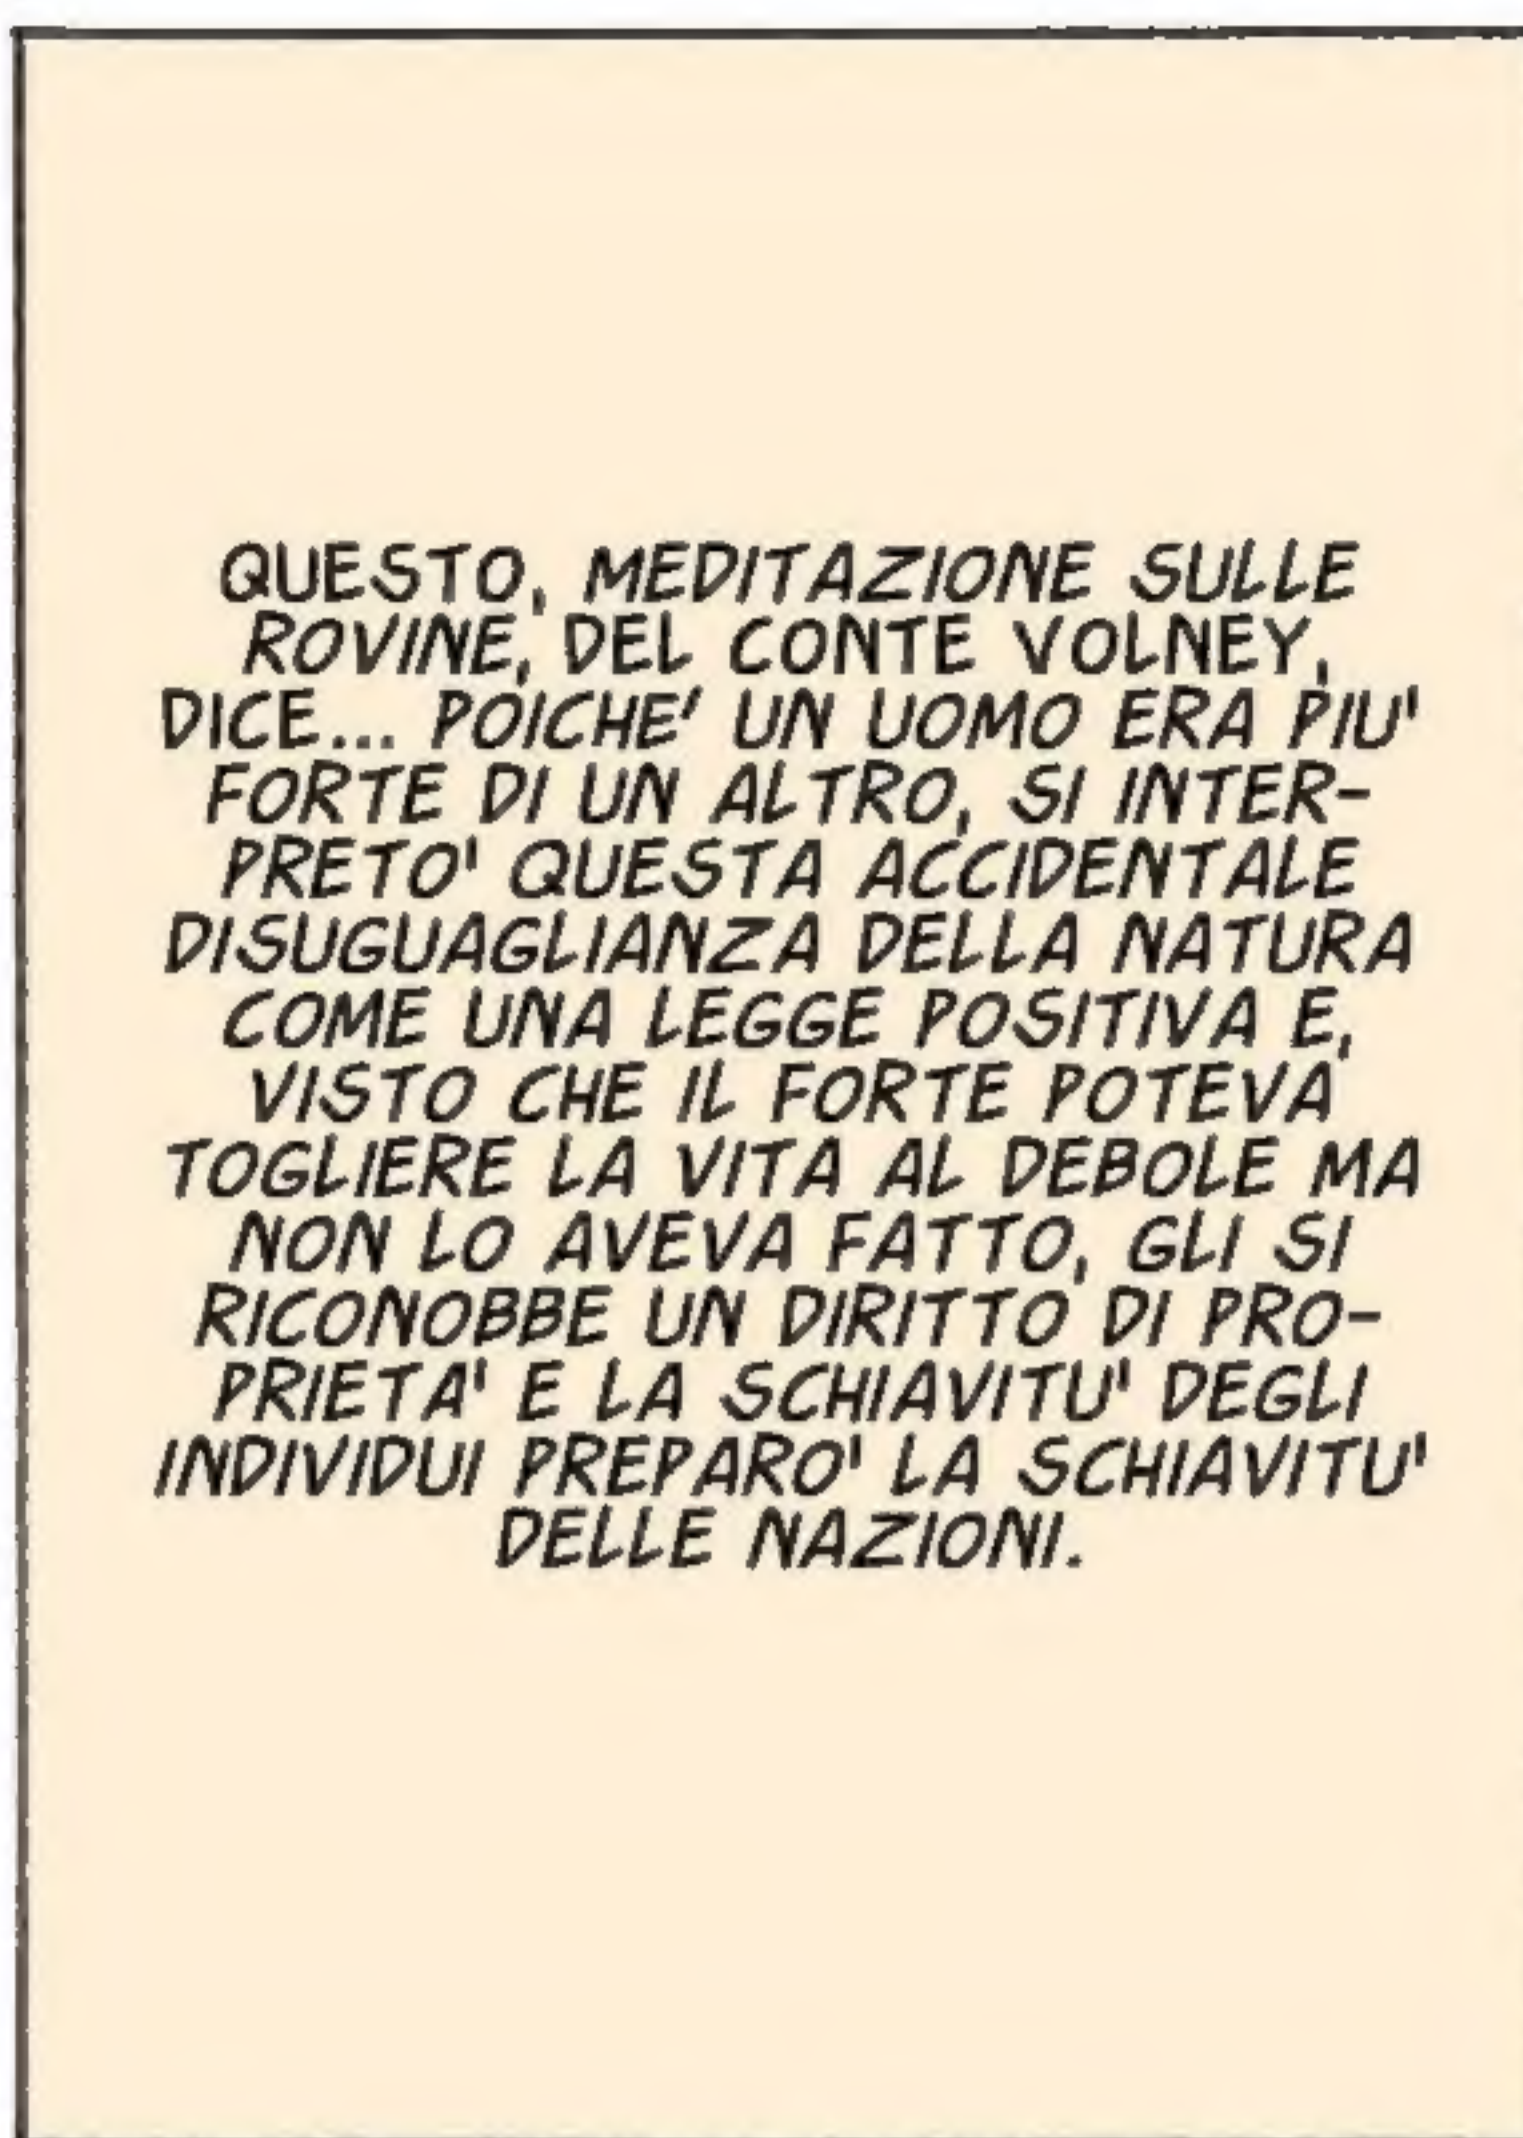 QUESTO, MEDITAZIONE SULLE
ROVINE, DEL CONTE VOLNEY,
DICE... POICHE' UN UOMO ERA PIU'
FORTE DI UN ALTRO, SI INTER-
PRETO' QUESTA ACCIDENTALE
DISUGUAGLIANZA DELLA NATURA
COME UNA LEGGE POSITIVA E,
VISTO CHE IL FORTE POTEVA
TOGLIERE LA VITA AL DEBOLE MA
NON LO AVEVA FATTO, GLI SI
RICONOBBE UN DIRITTO DI PRO-
PRIETA' E LA SCHIAVITU' DEGLI
INDIVIDUI PREPARO' LA SCHIAVITU'
DELLE NAZIONI.